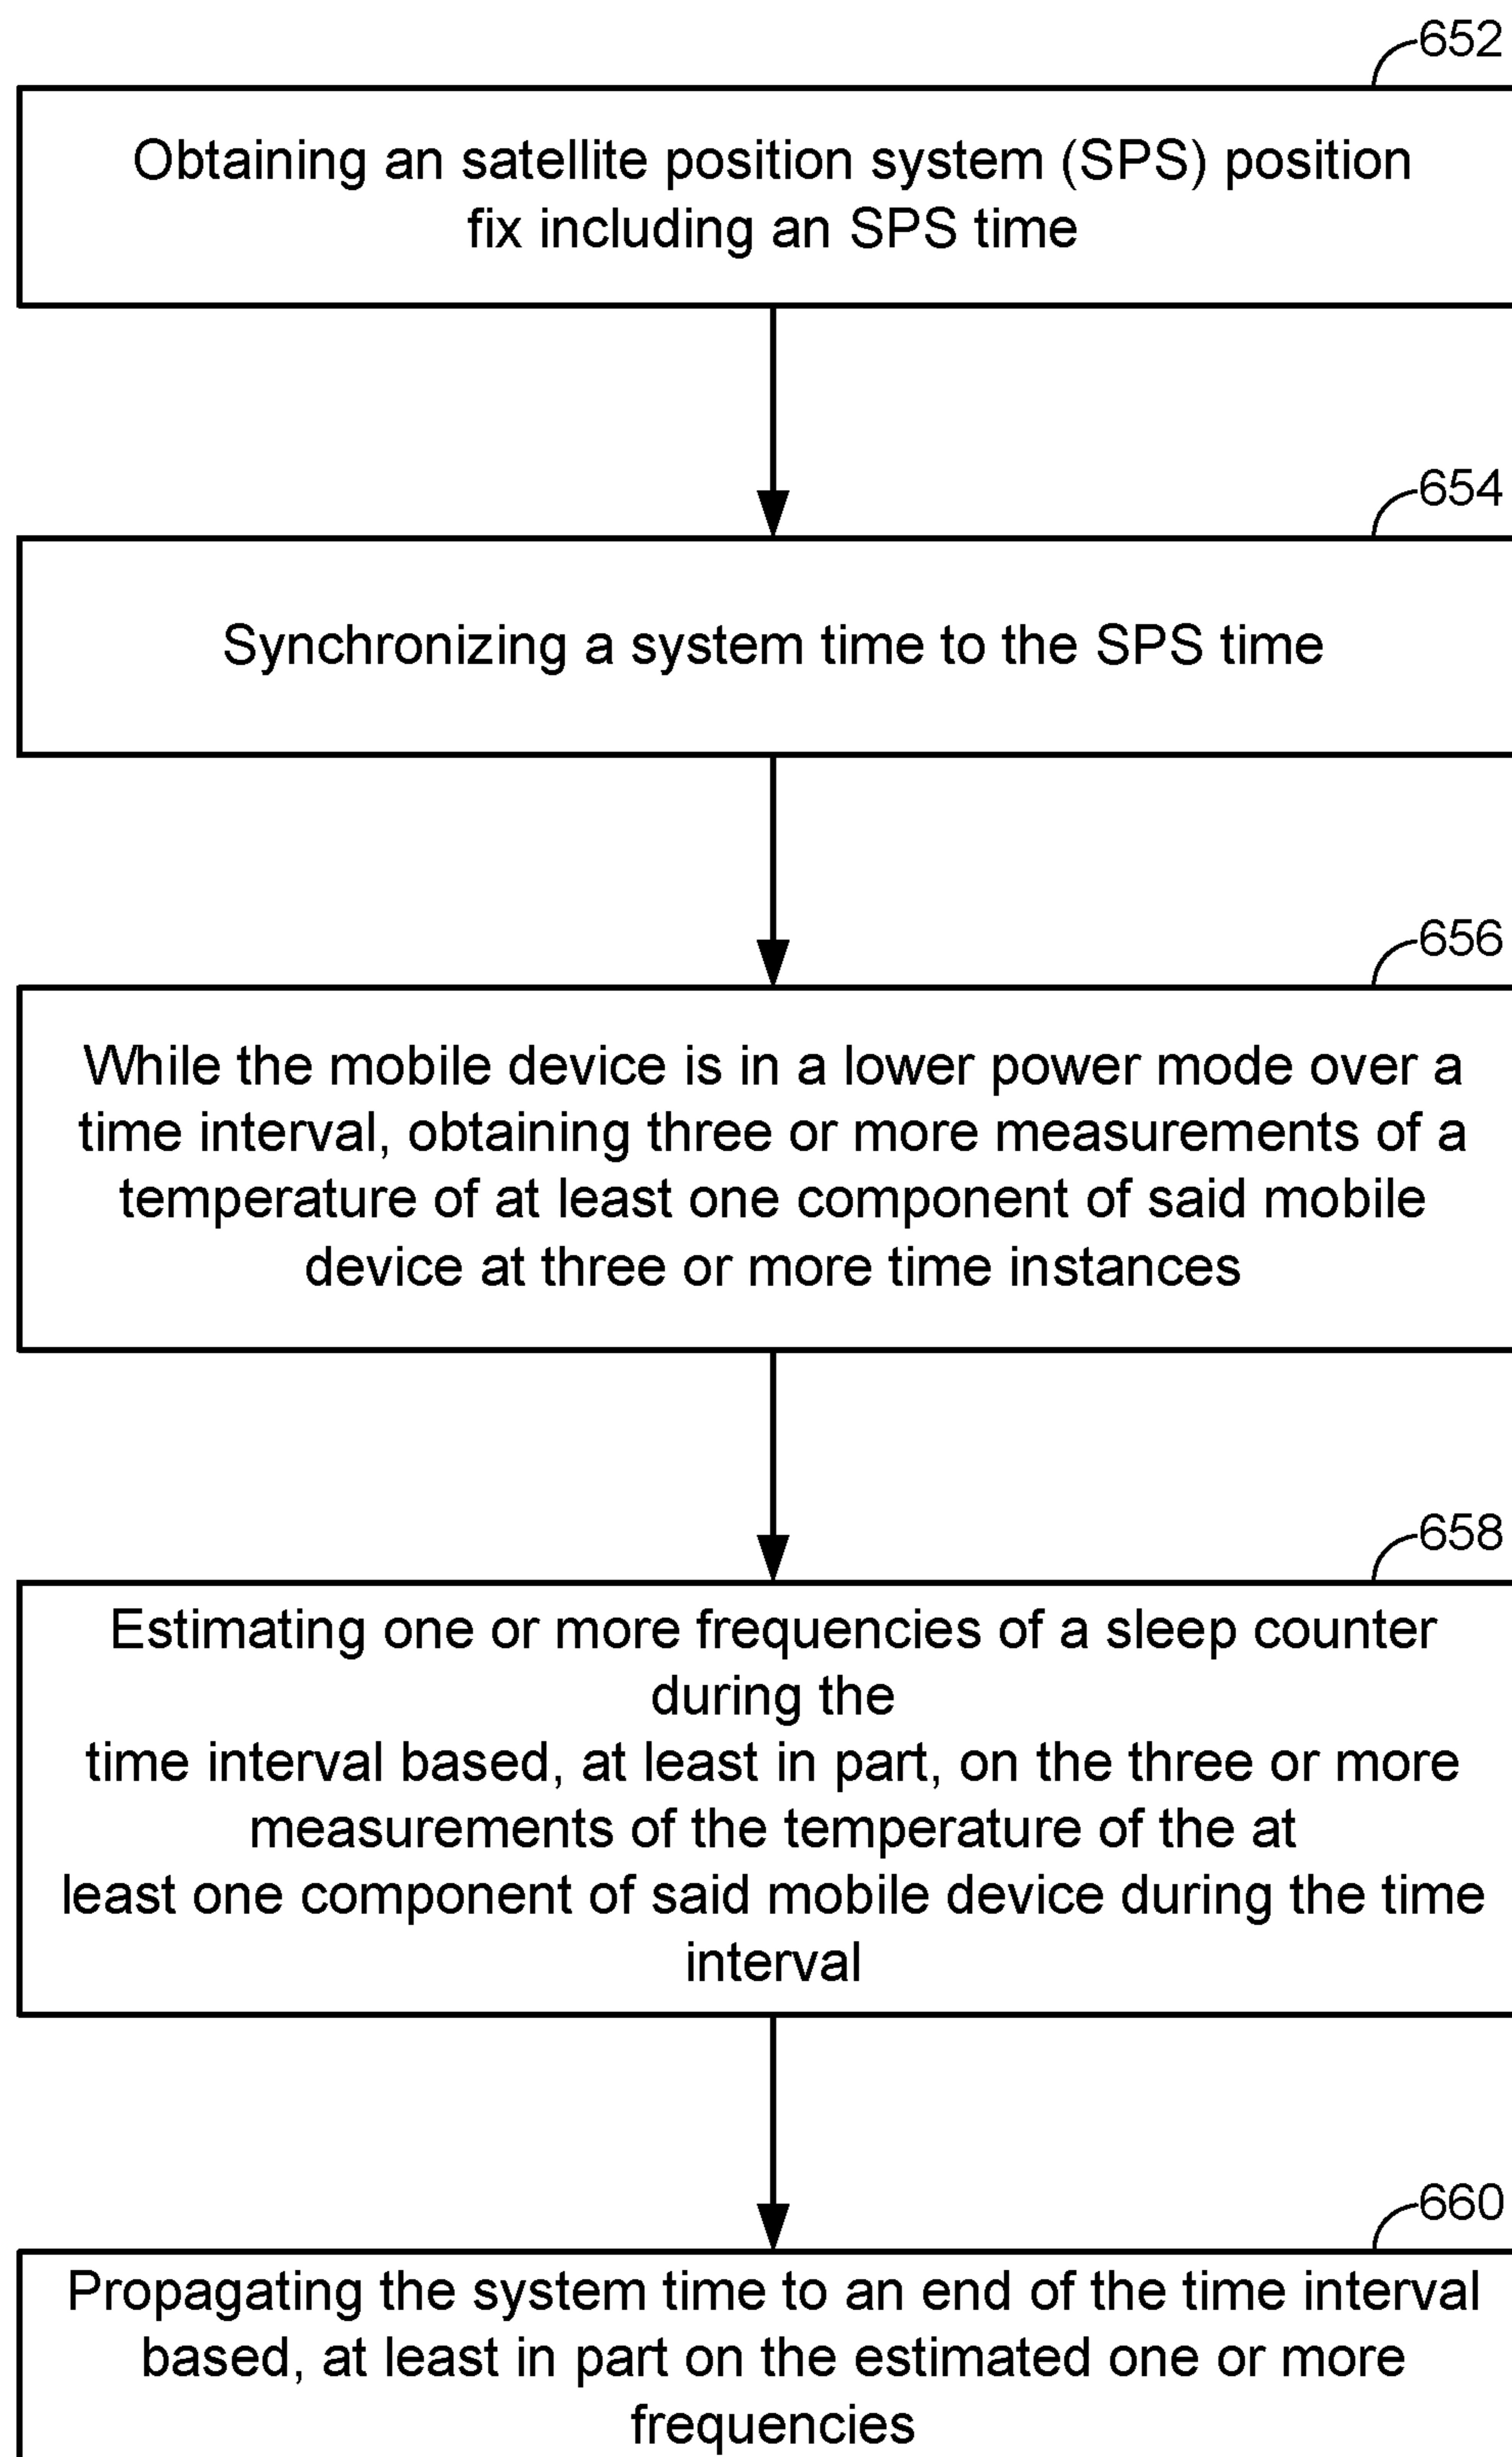 652
Obtaining an satellite position system (SPS) position
fix including an SPS time
654
Synchronizing a system time to the SPS time
656
While the mobile device is in a lower power mode over a
time interval, obtaining three or more measurements of a
temperature of at least one component of said mobile
device at three or more time instances
658
Estimating one or more frequencies of a sleep counter
during the
time interval based, at least in part, on the three or more
measurements of the temperature of the at
least one component of said mobile device during the time
interval
660
Propagating the system time to an end of the time interval
based, at least in part on the estimated one or more
frequencies